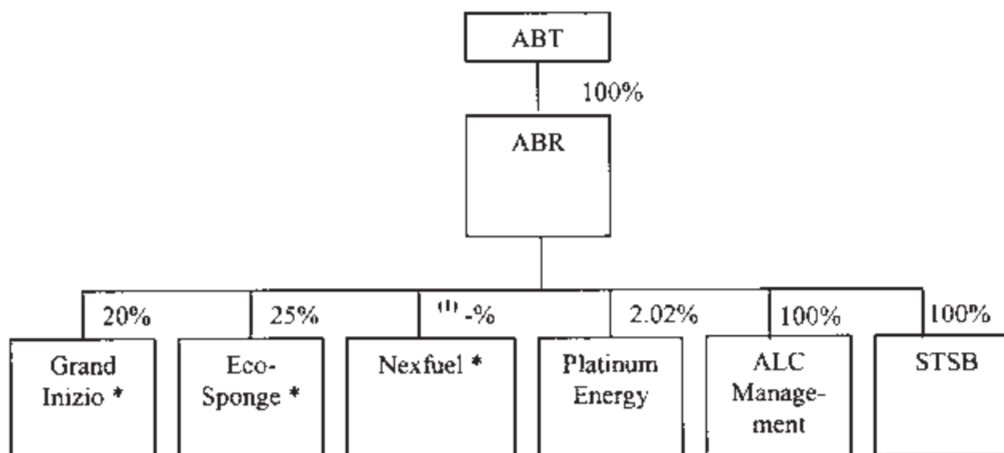 ABT
100%
ABR
20%
25%
(1) -%
2.02%
100%
100%
Grand
Inizio *
Eco-
Sponge *
Nexfuel *
Platinum
Energy
ALC
Manage-
ment
STSB